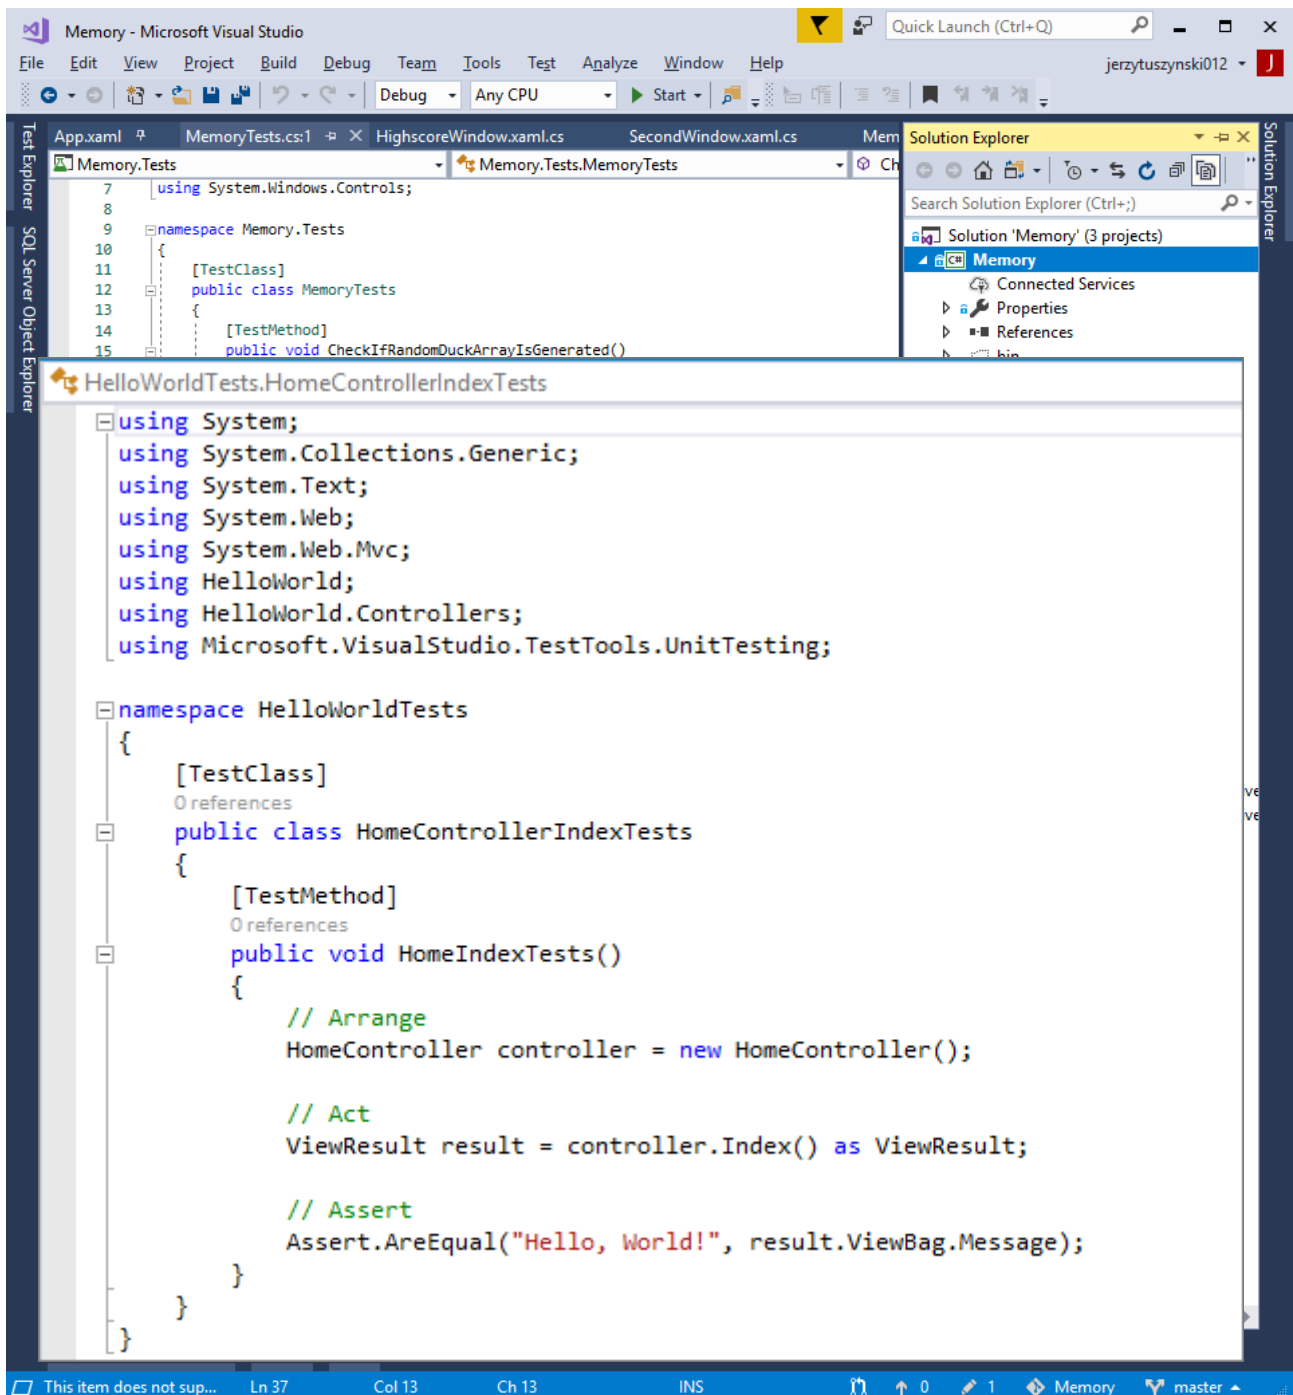 Memory - Microsoft Visual Studio
Quick Launch (Ctrl+Q)
File Edit View Project Build Debug Team Tools Test Analyze Window Help
jerzytuszynski012 J
Debug Any CPU Start
Test Explorer
SQL Server Object Explorer
App.xaml MemoryTests.cs:1 HighscoreWindow.xaml.cs SecondWindow.xaml.cs Mem
Memory.Tests Memory.Tests.MemoryTests Ch
7 using System.Windows.Controls;
8
9 namespace Memory.Tests
10 {
11 [TestClass]
12 public class MemoryTests
13 {
14 [TestMethod]
15 public void CheckIfRandomDuckArrayIsGenerated()
Solution Explorer
Search Solution Explorer (Ctrl+;)
Solution 'Memory' (3 projects)
C# Memory
Connected Services
Properties
References
bin
Solution Explorer
HelloWorldTests.HomeControllerIndexTests
using System;
using System.Collections.Generic;
using System.Text;
using System.Web;
using System.Web.Mvc;
using HelloWorld;
using HelloWorld.Controllers;
using Microsoft.VisualStudio.TestTools.UnitTesting;
namespace HelloWorldTests
{
[TestClass]
0 references
public class HomeControllerIndexTests
{
[TestMethod]
0 references
public void HomeIndexTests()
{
// Arrange
HomeController controller = new HomeController();
// Act
ViewResult result = controller.Index() as ViewResult;
// Assert
Assert.AreEqual("Hello, World!", result.ViewBag.Message);
}
}
}
ve
ve
This item does not sup... Ln 37 Col 13 Ch 13 INS 0 1 Memory master